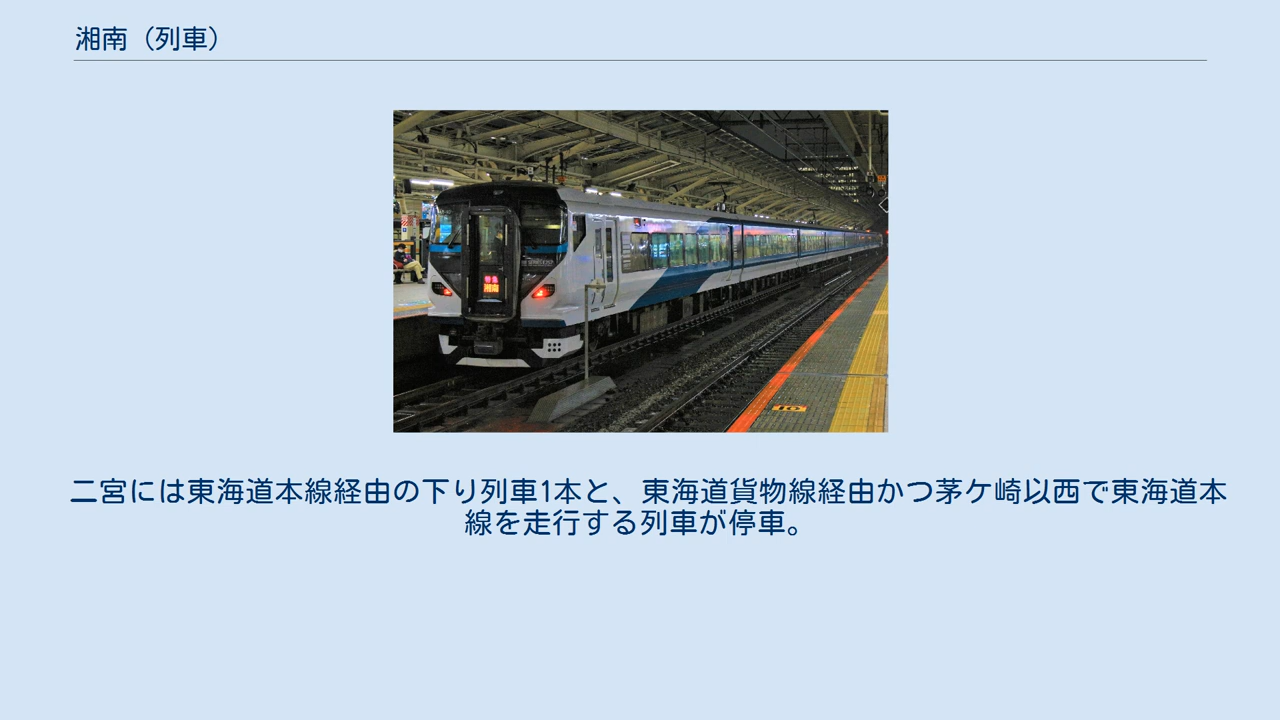 湘南（列車）
特急
湘南
10
二宮には東海道本線経由の下り列車1本と、東海道貨物線経由かつ茅ケ崎以西で東海道本
線を走行する列車が停車。